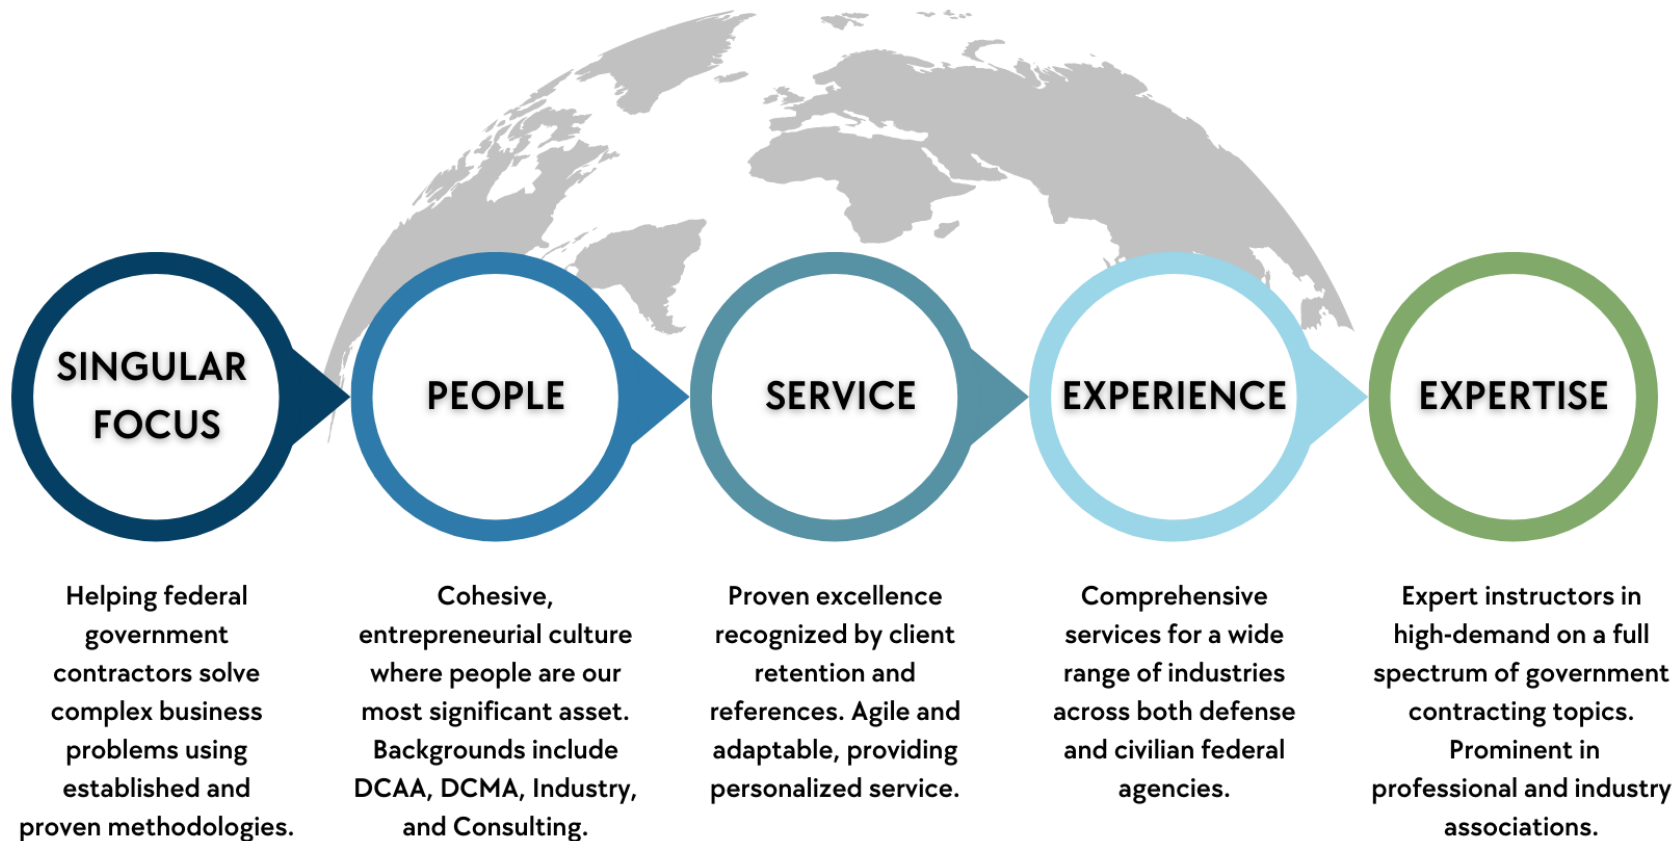 SINGULAR
FOCUS
PEOPLE
SERVICE
EXPERIENCE
EXPERTISE
Helping federal
government
contractors solve
complex business
problems using
established and
proven methodologies.
Cohesive,
entrepreneurial culture
where people are our
most significant asset.
Backgrounds include
DCAA, DCMA, Industry,
and Consulting.
Proven excellence
recognized by client
retention and
references. Agile and
adaptable, providing
personalized service.
Comprehensive
services for a wide
range of industries
across both defense
and civilian federal
agencies.
Expert instructors in
high-demand on a full
spectrum of government
contracting topics.
Prominent in
professional and industry
associations.